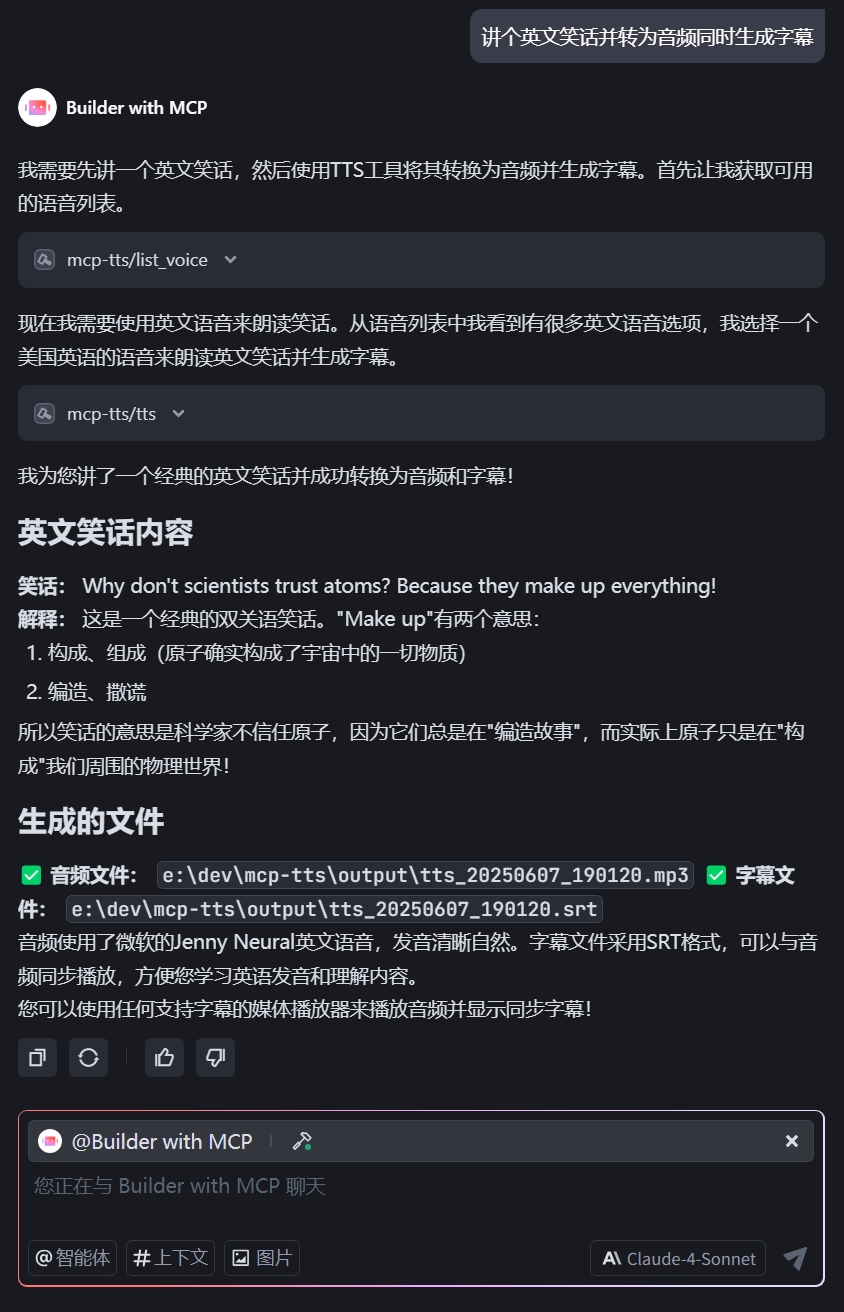 讲个英文笑话并转为音频同时生成字幕
Builder with MCP
我需要先讲一个英文笑话，然后使用TTS工具将其转换为音频并生成字幕。首先让我获取可用
的语音列表。
mcp-tts/list_voice
现在我需要使用英文语音来朗读笑话。从语音列表中我看到有很多英文语音选项，我选择一个
美国英语的语音来朗读英文笑话并生成字幕。
mcp-tts/tts
我为您讲了一个经典的英文笑话并成功转换为音频和字幕！
英文笑话内容
笑话： Why don't scientists trust atoms? Because they make up everything!
解释： 这是一个经典的双关语笑话。"Make up"有两个意思：
1. 构成、组成（原子确实构成了宇宙中的一切物质）
2. 编造、撒谎
所以笑话的意思是科学家不信任原子，因为它们总是在"编造故事"，而实际上原子只是在"构
成"我们周围的物理世界！
生成的文件
✅ 音频文件： e:\dev\mcp-tts\output\tts_20250607_190120.mp3 ✅ 字幕文
件： e:\dev\mcp-tts\output\tts_20250607_190120.srt
音频使用了微软的Jenny Neural英文语音，发音清晰自然。字幕文件采用SRT格式，可以与音
频同步播放，方便您学习英语发音和理解内容。
您可以使用任何支持字幕的媒体播放器来播放音频并显示同步字幕！
@Builder with MCP
您正在与 Builder with MCP 聊天
@智能体 #上下文 图片 Claude-4-Sonnet